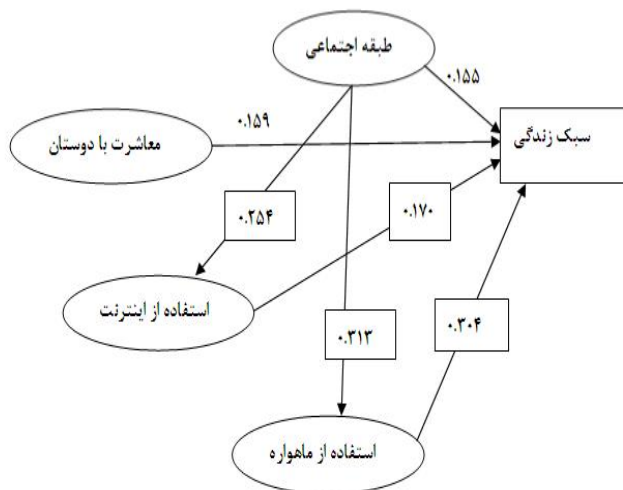 طبقه اجتماعی
۰.۱۵۵
سبک زندگی
۰.۱۵۹
معاشرت با دوستان
۰.۲۵۴
۰.۱۷۰
استفاده از اینترنت
۰.۳۱۳
۰.۳۰۴
استفاده از ماهواره